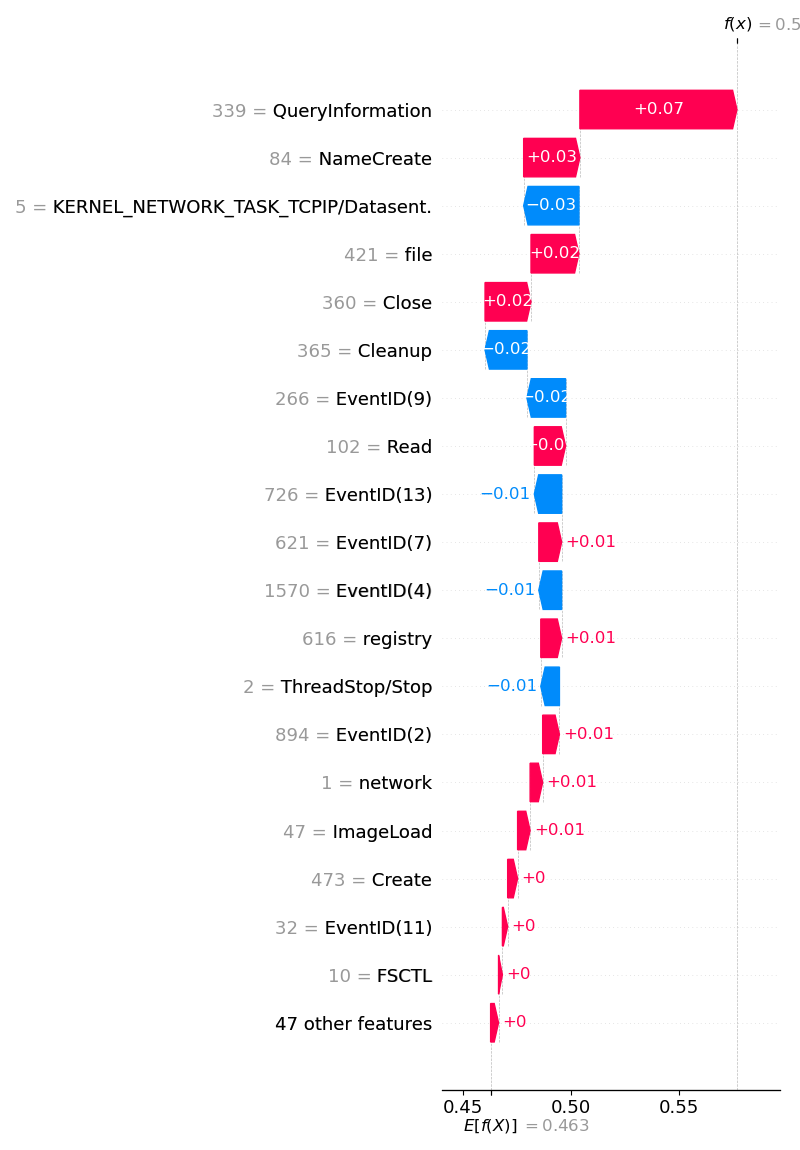 f(x) = 0.5
339 = QueryInformation +0.07
84 = NameCreate +0.03
5 = KERNEL_NETWORK_TASK_TCPIP/Datasent. −0.03
421 = file +0.02
360 = Close +0.02
365 = Cleanup −0.02
266 = EventID(9) −0.02
102 = Read
726 = EventID(13) −0.01
621 = EventID(7) +0.01
1570 = EventID(4) −0.01
616 = registry +0.01
2 = ThreadStop/Stop −0.01
894 = EventID(2) +0.01
1 = network +0.01
47 = ImageLoad +0.01
473 = Create +0
32 = EventID(11) +0
10 = FSCTL +0
47 other features +0
0.45 0.50 0.55
E[f(X)] = 0.463